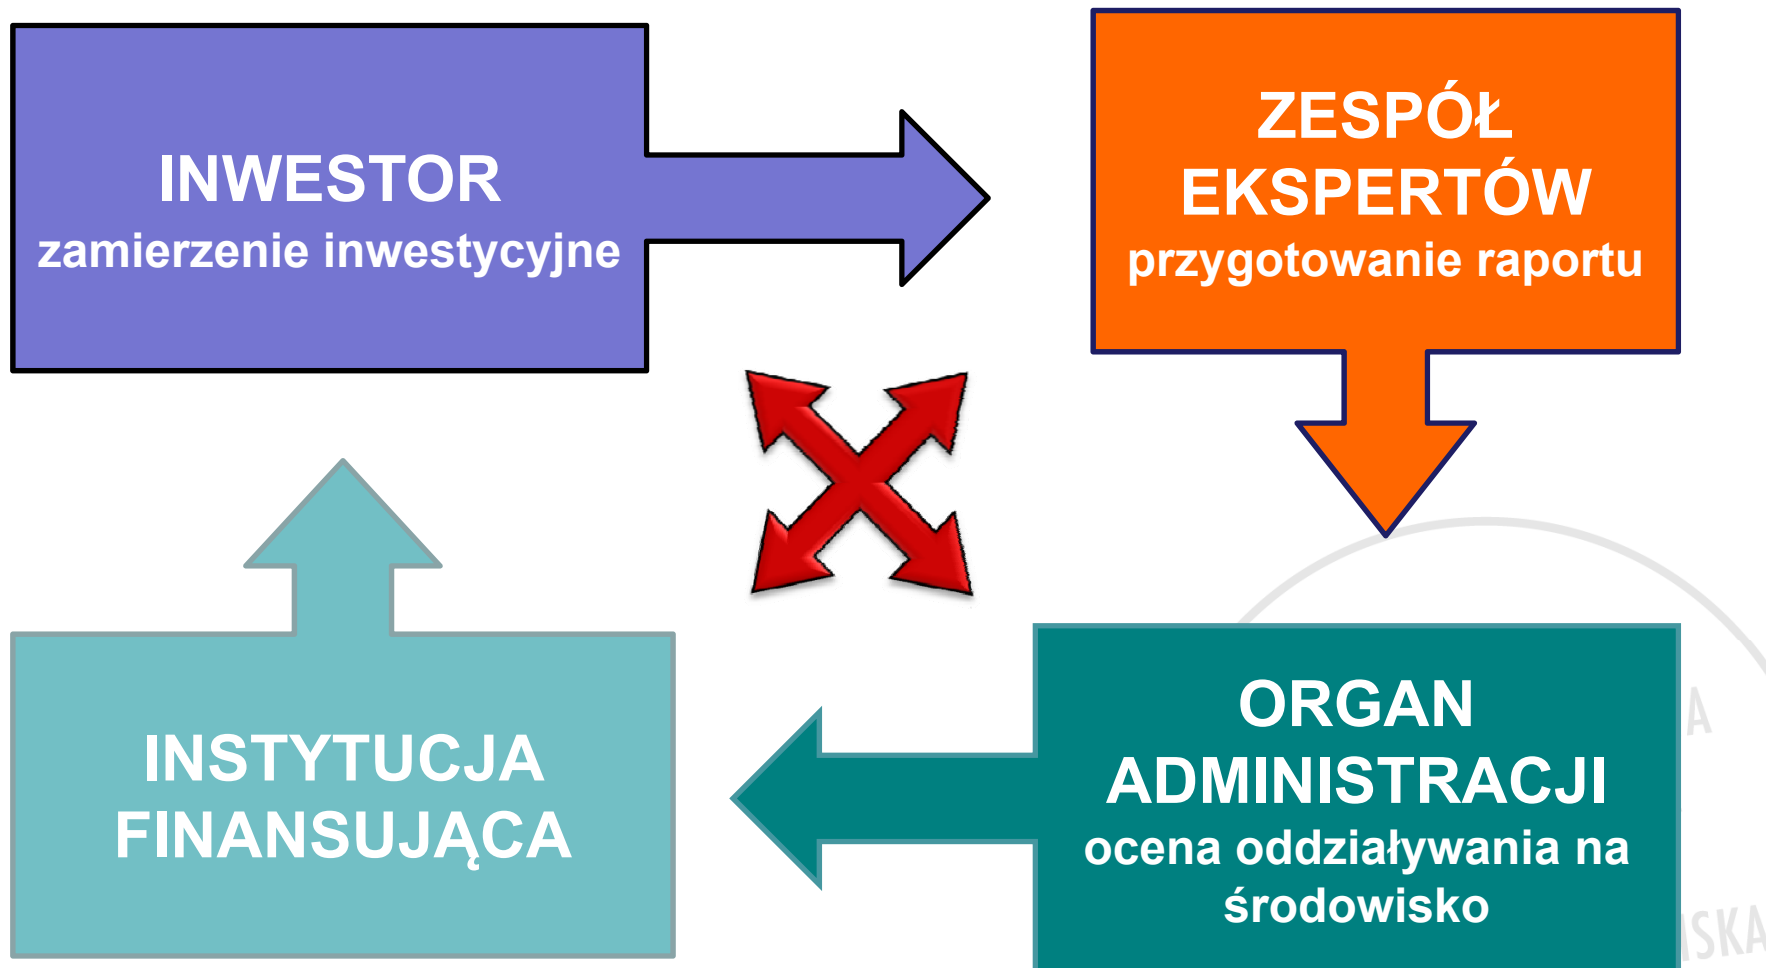 INWESTOR
zamierzenie inwestycyjne
ZESPÓŁ
EKSPERTÓW
przygotowanie raportu
INSTYTUCJA
FINANSUJĄCA
ORGAN
ADMINISTRACJI
ocena oddziaływania na
środowisko